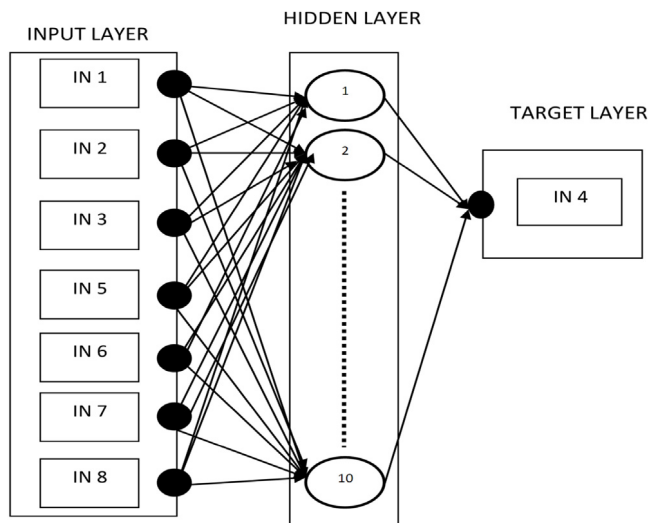 INPUT LAYER
IN 1
IN 2
IN 3
IN 5
IN 6
IN 7
IN 8
HIDDEN LAYER
1
2
10
TARGET LAYER
IN 4